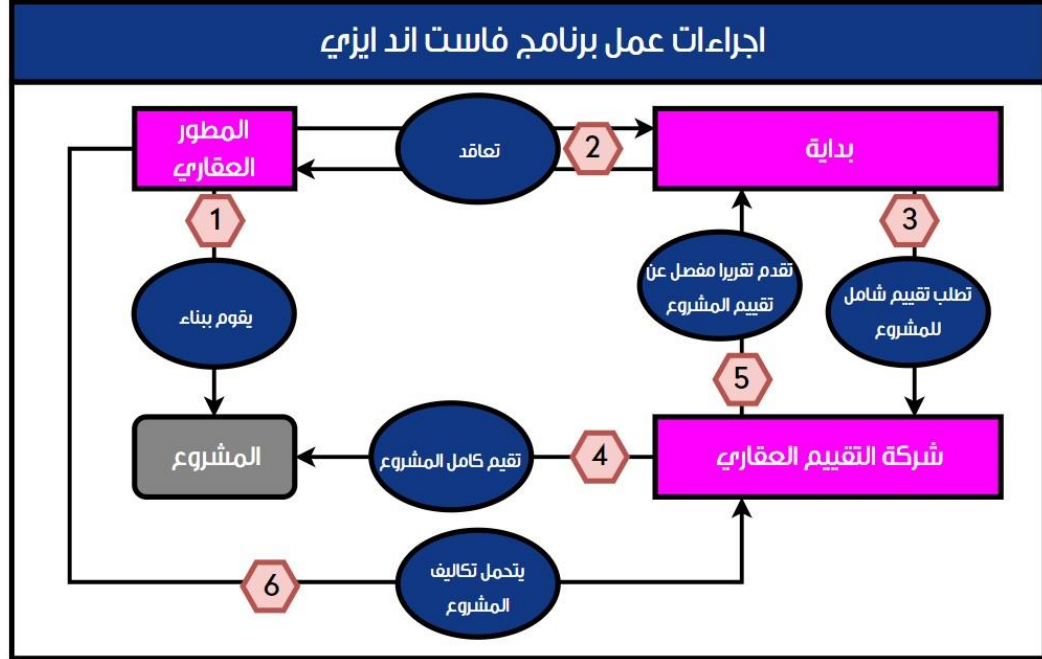 اجراءات عمل برنامج فاست اند ايزي
المطور
العقاري
تعاقد
2
بداية
1
3
يقوم ببناء
تقدم تقريرا مفصل عن
تقييم المشروع
تطلب تقييم شامل
للمشروع
5
المشروع
تقيم كامل المشروع
4
شركة التقييم العقاري
6
يتحمل تكاليف
المشروع